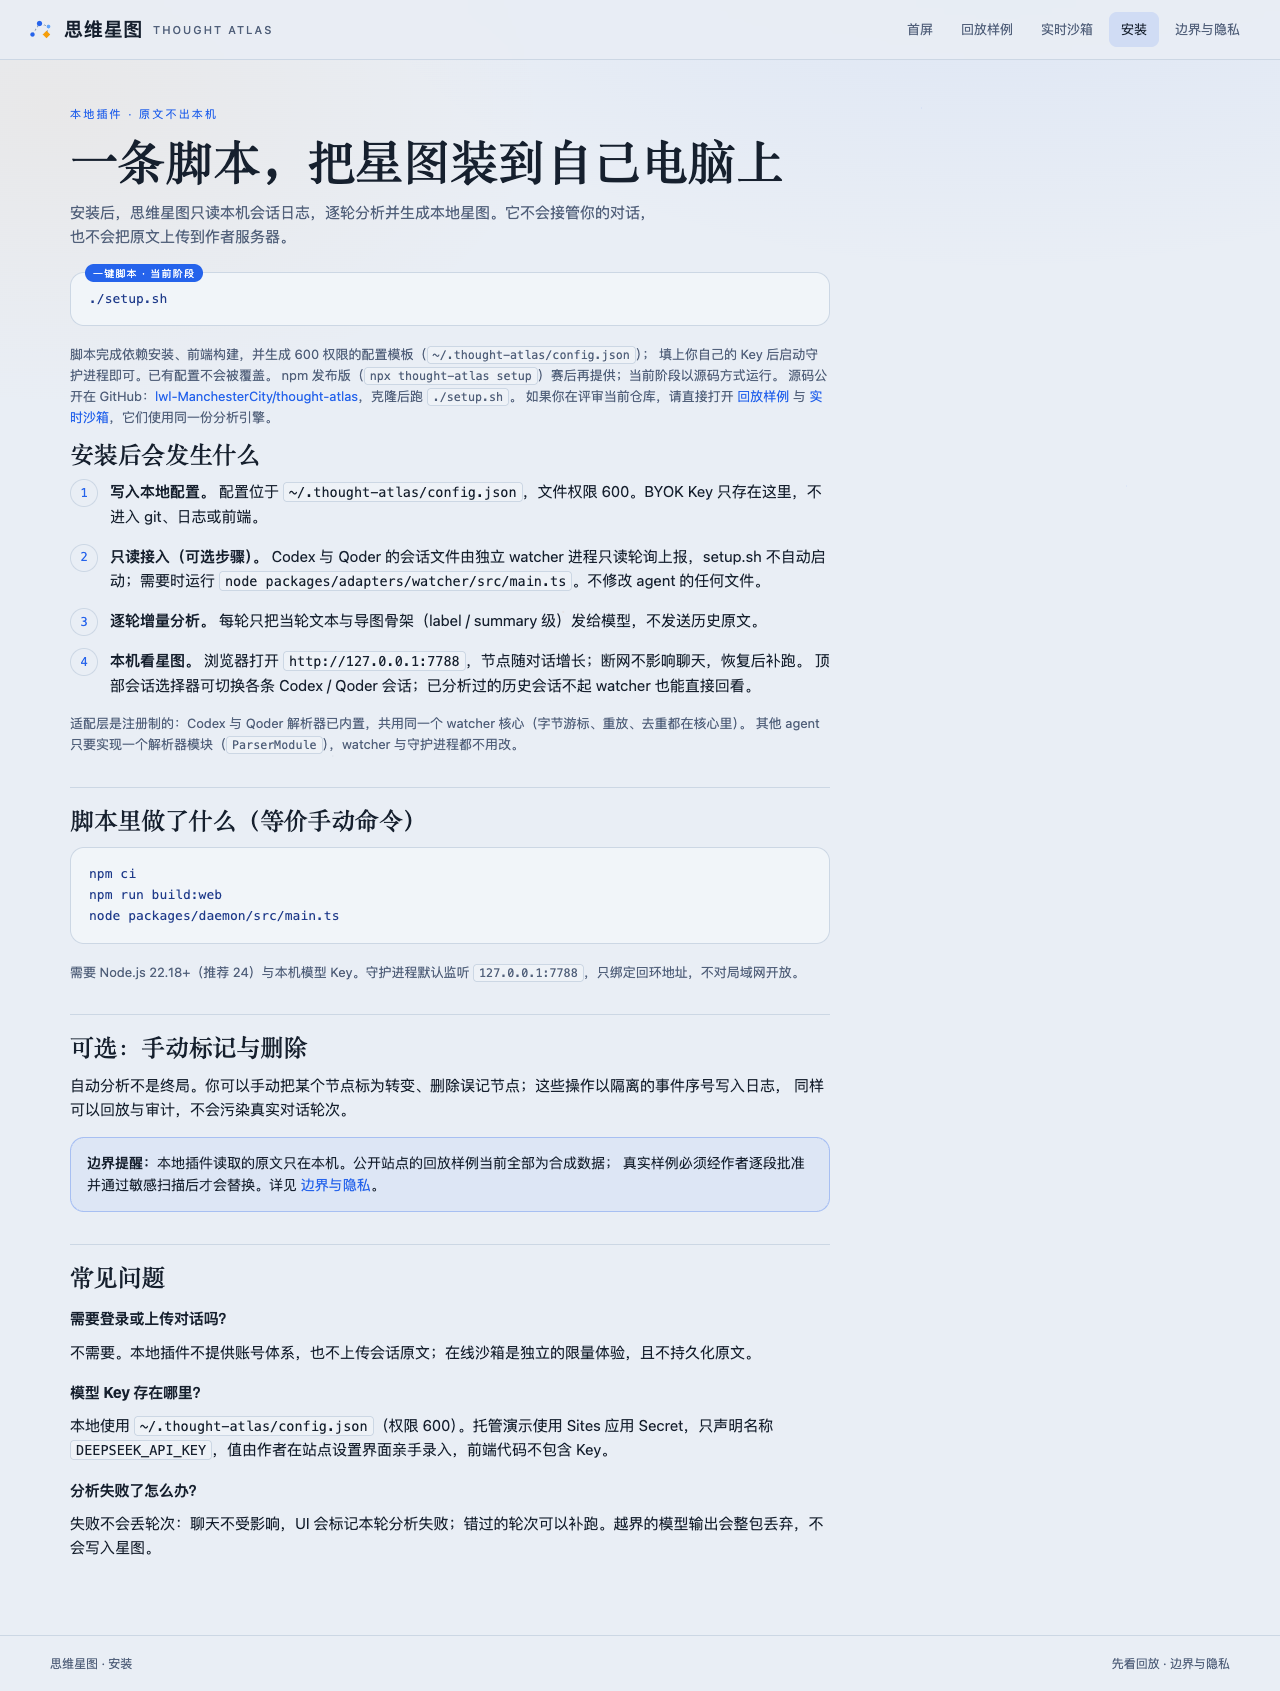 思维星图 THOUGHT ATLAS
首屏 回放样例 实时沙箱 安装 边界与隐私
本地插件 · 原文不出本机
一条脚本，把星图装到自己电脑上
安装后，思维星图只读本机会话日志，逐轮分析并生成本地星图。它不会接管你的对话，
也不会把原文上传到作者服务器。
一键脚本 · 当前阶段
./setup.sh
脚本完成依赖安装、前端构建，并生成 600 权限的配置模板（~/.thought-atlas/config.json）； 填上你自己的 Key 后启动守
护进程即可。已有配置不会被覆盖。 npm 发布版（npx thought-atlas setup）赛后再提供；当前阶段以源码方式运行。 源码公
开在 GitHub：lwl-ManchesterCity/thought-atlas，克隆后跑 ./setup.sh。 如果你在评审当前仓库，请直接打开 回放样例 与 实
时沙箱，它们使用同一份分析引擎。
安装后会发生什么
1 写入本地配置。 配置位于 ~/.thought-atlas/config.json，文件权限 600。BYOK Key 只存在这里，不
进入 git、日志或前端。
2 只读接入（可选步骤）。 Codex 与 Qoder 的会话文件由独立 watcher 进程只读轮询上报，setup.sh 不自动启
动；需要时运行 node packages/adapters/watcher/src/main.ts。不修改 agent 的任何文件。
3 逐轮增量分析。 每轮只把当轮文本与导图骨架（label / summary 级）发给模型，不发送历史原文。
4 本机看星图。 浏览器打开 http://127.0.0.1:7788，节点随对话增长；断网不影响聊天，恢复后补跑。 顶
部会话选择器可切换各条 Codex / Qoder 会话；已分析过的历史会话不起 watcher 也能直接回看。
适配层是注册制的：Codex 与 Qoder 解析器已内置，共用同一个 watcher 核心（字节游标、重放、去重都在核心里）。 其他 agent
只要实现一个解析器模块（ParserModule），watcher 与守护进程都不用改。
脚本里做了什么（等价手动命令）
npm ci
npm run build:web
node packages/daemon/src/main.ts
需要 Node.js 22.18+（推荐 24）与本机模型 Key。守护进程默认监听 127.0.0.1:7788，只绑定回环地址，不对局域网开放。
可选：手动标记与删除
自动分析不是终局。你可以手动把某个节点标为转变、删除误记节点；这些操作以隔离的事件序号写入日志， 同样
可以回放与审计，不会污染真实对话轮次。
边界提醒：本地插件读取的原文只在本机。公开站点的回放样例当前全部为合成数据； 真实样例必须经作者逐段批准
并通过敏感扫描后才会替换。详见 边界与隐私。
常见问题
需要登录或上传对话吗？
不需要。本地插件不提供账号体系，也不上传会话原文；在线沙箱是独立的限量体验，且不持久化原文。
模型 Key 存在哪里？
本地使用 ~/.thought-atlas/config.json（权限 600）。托管演示使用 Sites 应用 Secret，只声明名称
DEEPSEEK_API_KEY，值由作者在站点设置界面亲手录入，前端代码不包含 Key。
分析失败了怎么办？
失败不会丢轮次：聊天不受影响，UI 会标记本轮分析失败；错过的轮次可以补跑。越界的模型输出会整包丢弃，不
会写入星图。
思维星图 · 安装
先看回放 · 边界与隐私